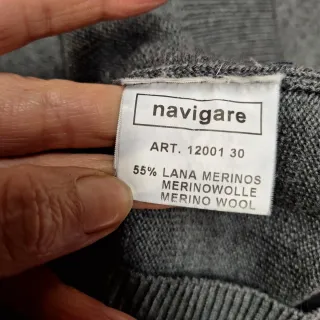 navigare
ART. 12001 30
55% LANA MERINOS
MERINOWOLLE
MERINO WOOL